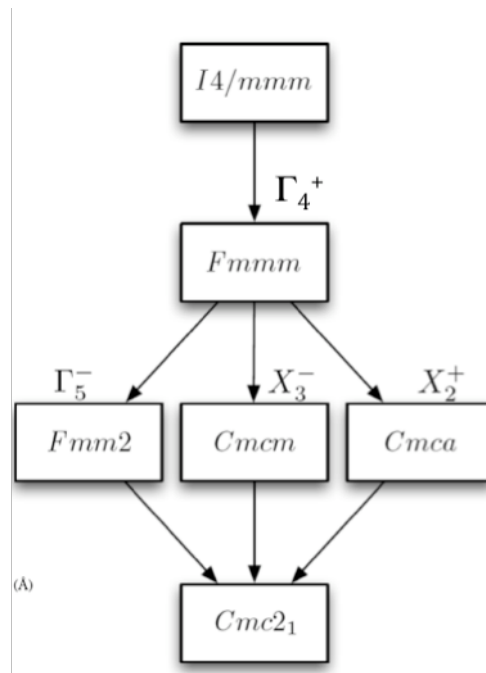 I4/mmm
Γ₄⁺
Fmmm
Γ₅⁻ X₃⁻ X₂⁺
Fmm2 Cmcm Cmca
(Å)
Cmc2₁